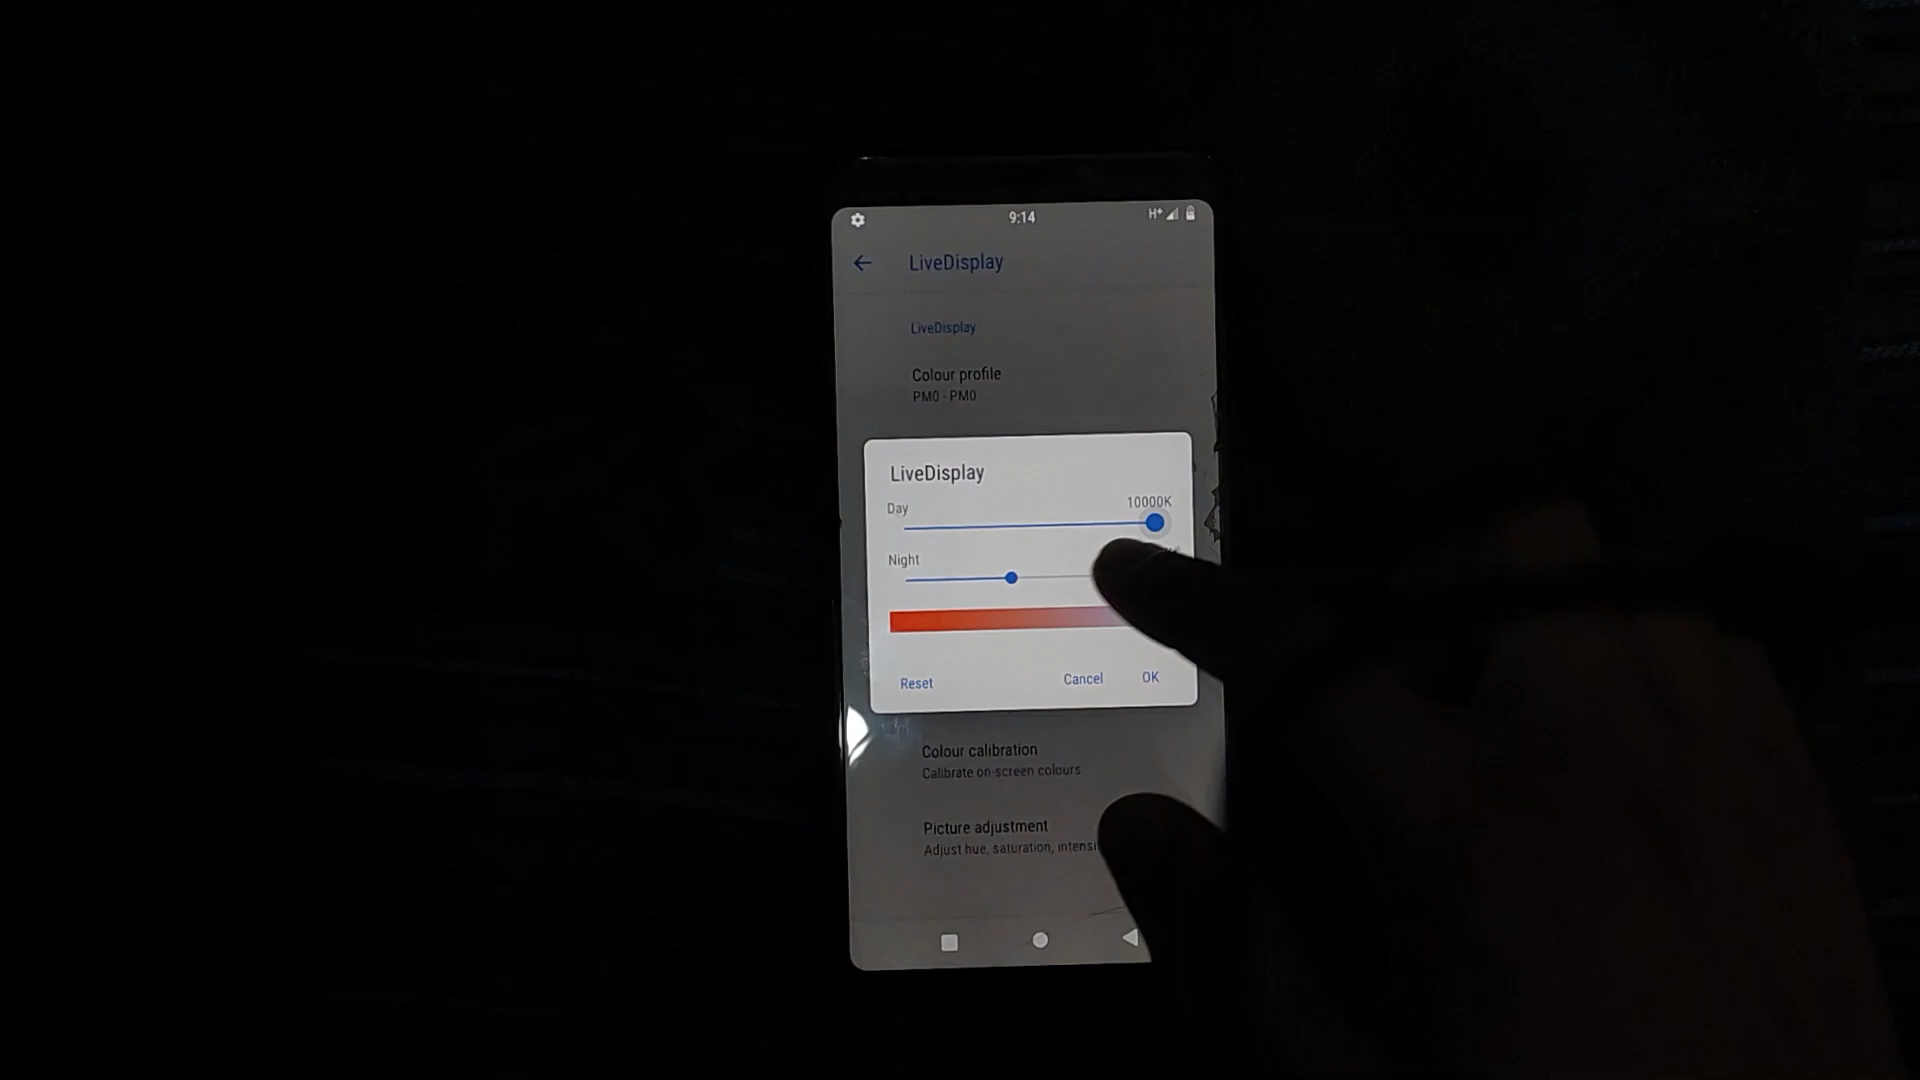 9:14 H+
LiveDisplay
LiveDisplay
Colour profile
PM0 - PM0
LiveDisplay
10000K
Day
Night
Reset Cancel OK
Colour calibration
Calibrate on-screen colours
Picture adjustment
Adjust hue, saturation,